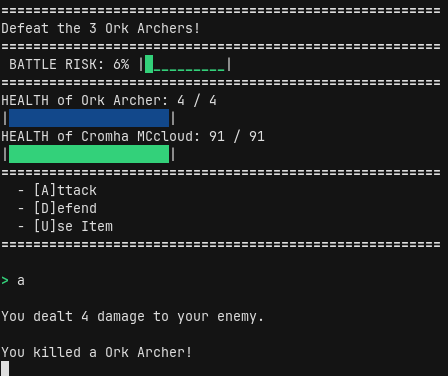 =======================================================
Defeat the 3 Ork Archers!
=======================================================
BATTLE RISK: 6% |█_________|
=======================================================
HEALTH of Ork Archer: 4 / 4
|████████████████████|
HEALTH of Cromha MCcloud: 91 / 91
|████████████████████|
=======================================================
- [A]ttack
- [D]efend
- [U]se Item
=======================================================
> a
You dealt 4 damage to your enemy.
You killed a Ork Archer!